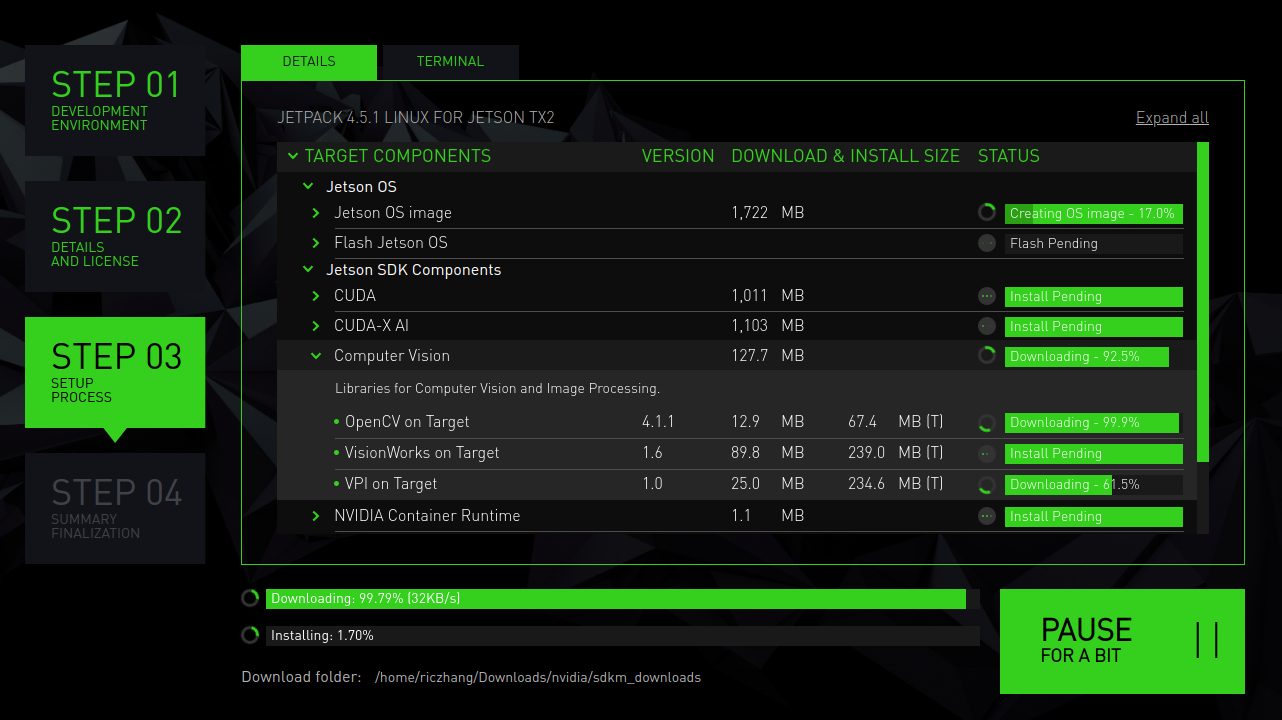 STEP 01
DEVELOPMENT
ENVIRONMENT
STEP 02
DETAILS
AND LICENSE
STEP 03
SETUP
PROCESS
STEP 04
SUMMARY
FINALIZATION
DETAILS TERMINAL
JETPACK 4.5.1 LINUX FOR JETSON TX2 Expand all
TARGET COMPONENTS VERSION DOWNLOAD & INSTALL SIZE STATUS
Jetson OS
Jetson OS image 1,722 MB Creating OS image - 17.0%
Flash Jetson OS Flash Pending
Jetson SDK Components
CUDA 1,011 MB Install Pending
CUDA-X AI 1,103 MB Install Pending
Computer Vision 127.7 MB Downloading - 92.5%
Libraries for Computer Vision and Image Processing.
OpenCV on Target 4.1.1 12.9 MB 67.4 MB (T) Downloading - 99.9%
VisionWorks on Target 1.6 89.8 MB 239.0 MB (T) Install Pending
VPI on Target 1.0 25.0 MB 234.6 MB (T) Downloading - 61.5%
NVIDIA Container Runtime 1.1 MB Install Pending
Downloading: 99.79% (32KB/s)
Installing: 1.70%
Download folder: /home/riczhang/Downloads/nvidia/sdkm_downloads
PAUSE
FOR A BIT